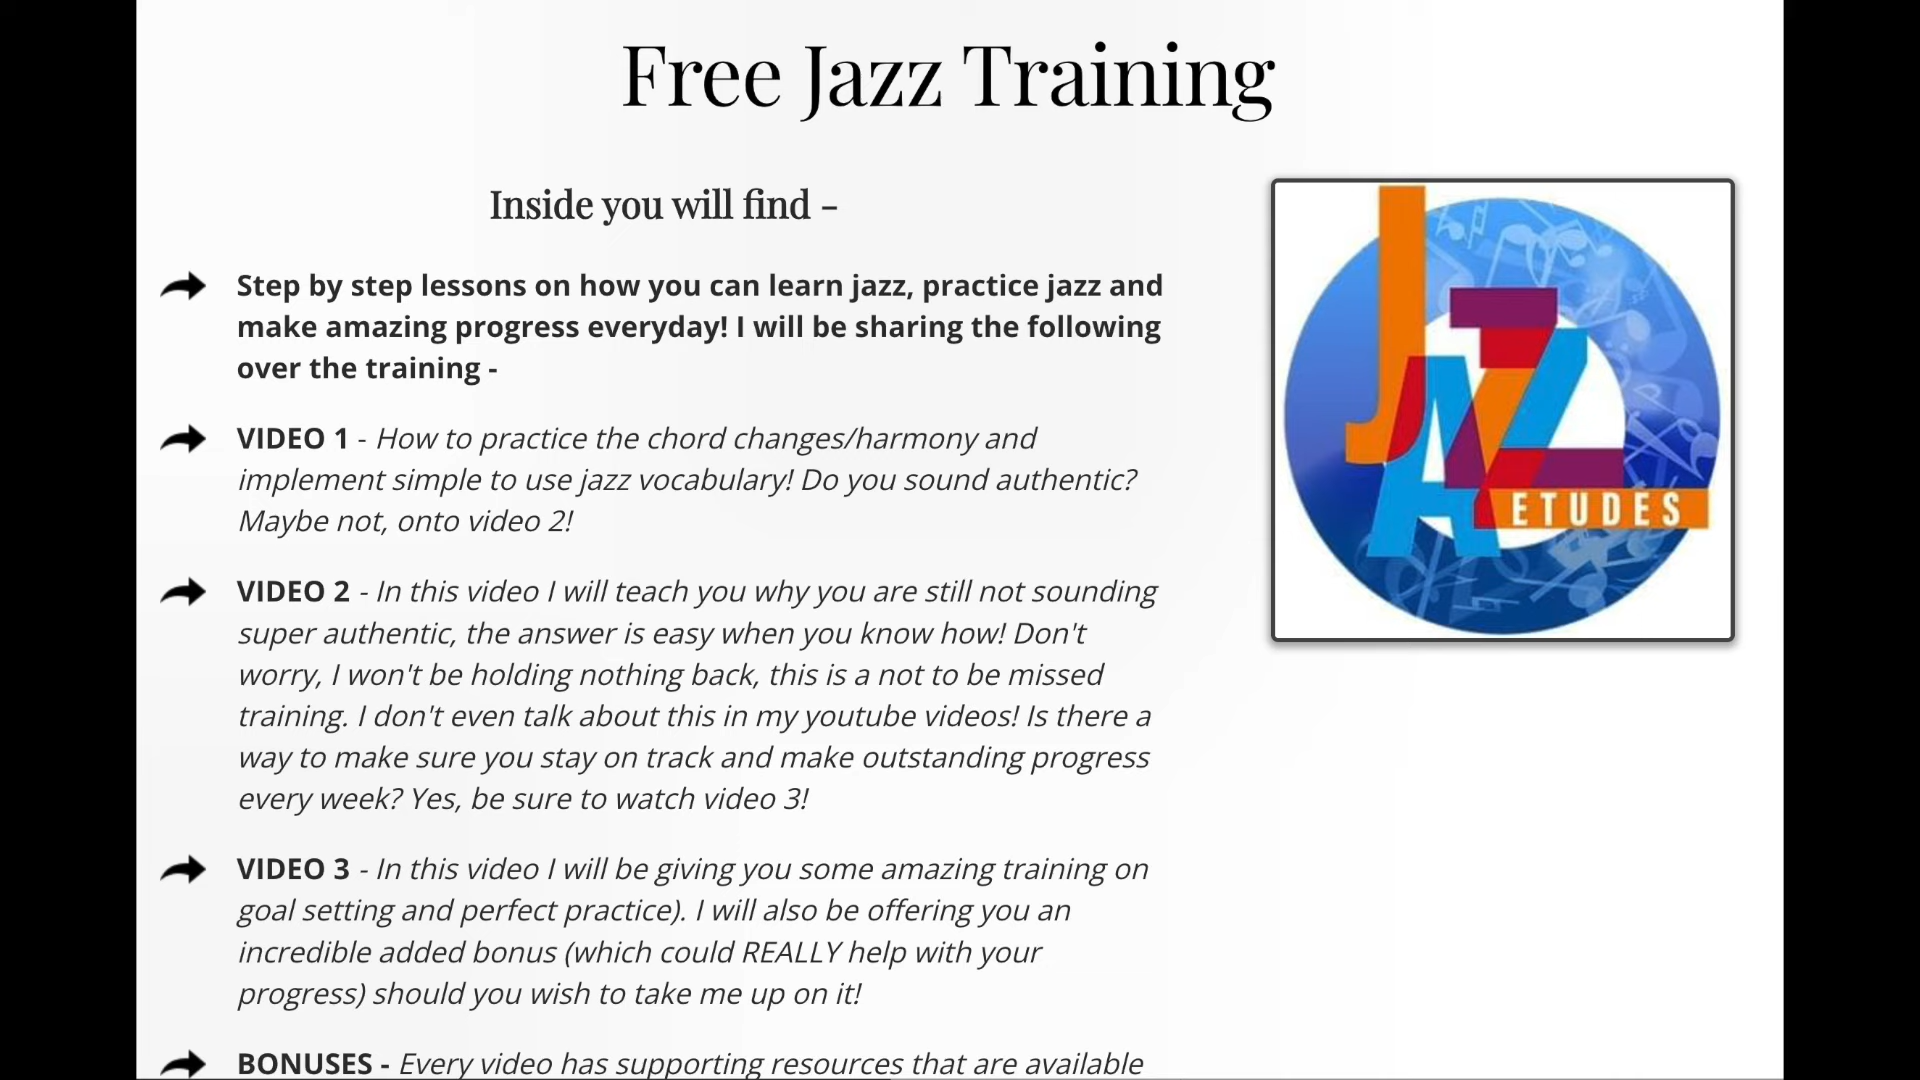 Free Jazz Training
Inside you will find -
Step by step lessons on how you can learn jazz, practice jazz and
make amazing progress everyday! I will be sharing the following
over the training -
VIDEO 1 - How to practice the chord changes/harmony and
implement simple to use jazz vocabulary! Do you sound authentic?
Maybe not, onto video 2!
VIDEO 2 - In this video I will teach you why you are still not sounding
super authentic, the answer is easy when you know how! Don't
worry, I won't be holding nothing back, this is a not to be missed
training. I don't even talk about this in my youtube videos! Is there a
way to make sure you stay on track and make outstanding progress
every week? Yes, be sure to watch video 3!
VIDEO 3 - In this video I will be giving you some amazing training on
goal setting and perfect practice). I will also be offering you an
incredible added bonus (which could REALLY help with your
progress) should you wish to take me up on it!
BONUSES - Every video has supporting resources that are available
JAZZ
ETUDES